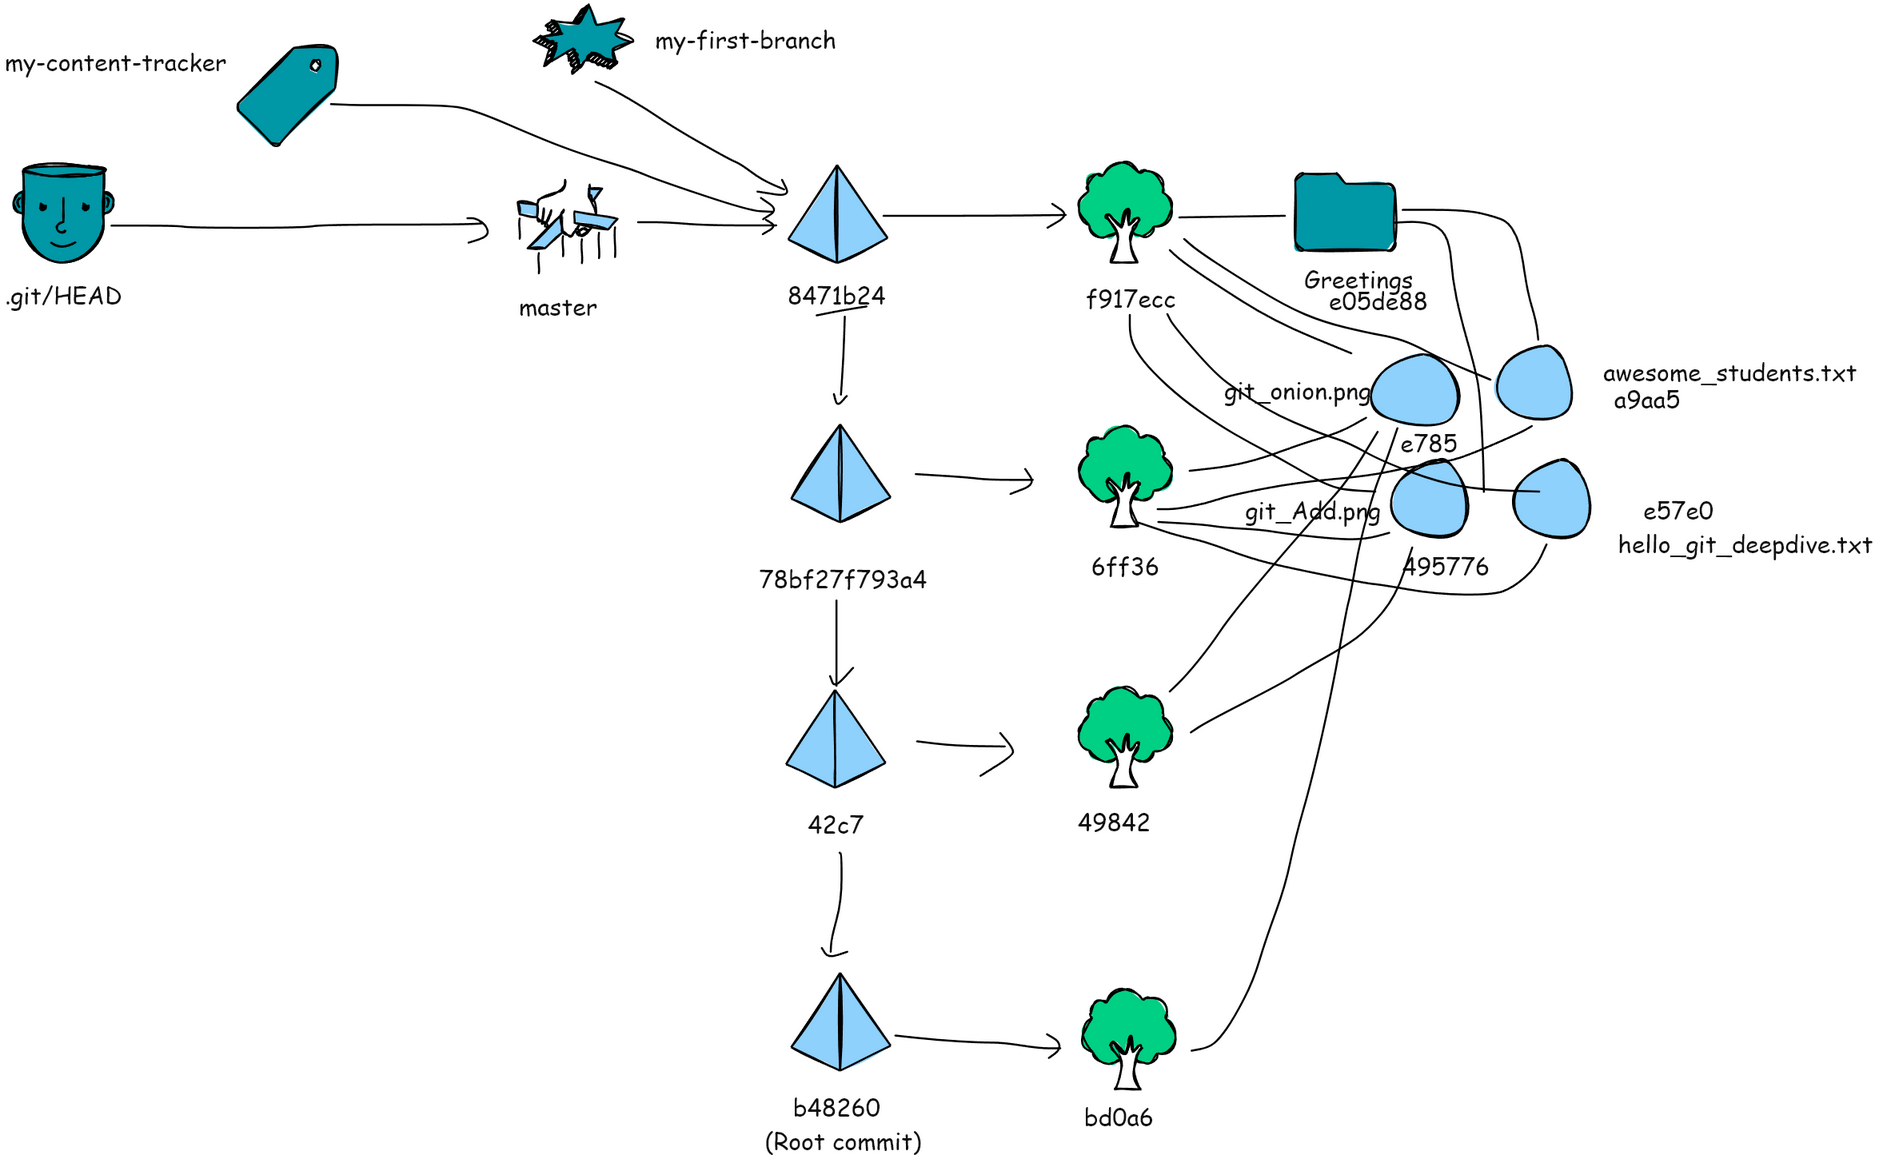 my-content-tracker
my-first-branch
.git/HEAD
master
8471b24
f917ecc
Greetings
e05de88
git_onion.png
e785
awesome_students.txt
a9aa5
78bf27f793a4
6ff36
git_Add.png
495776
e57e0
hello_git_deepdive.txt
42c7
49842
b48260
(Root commit)
bd0a6